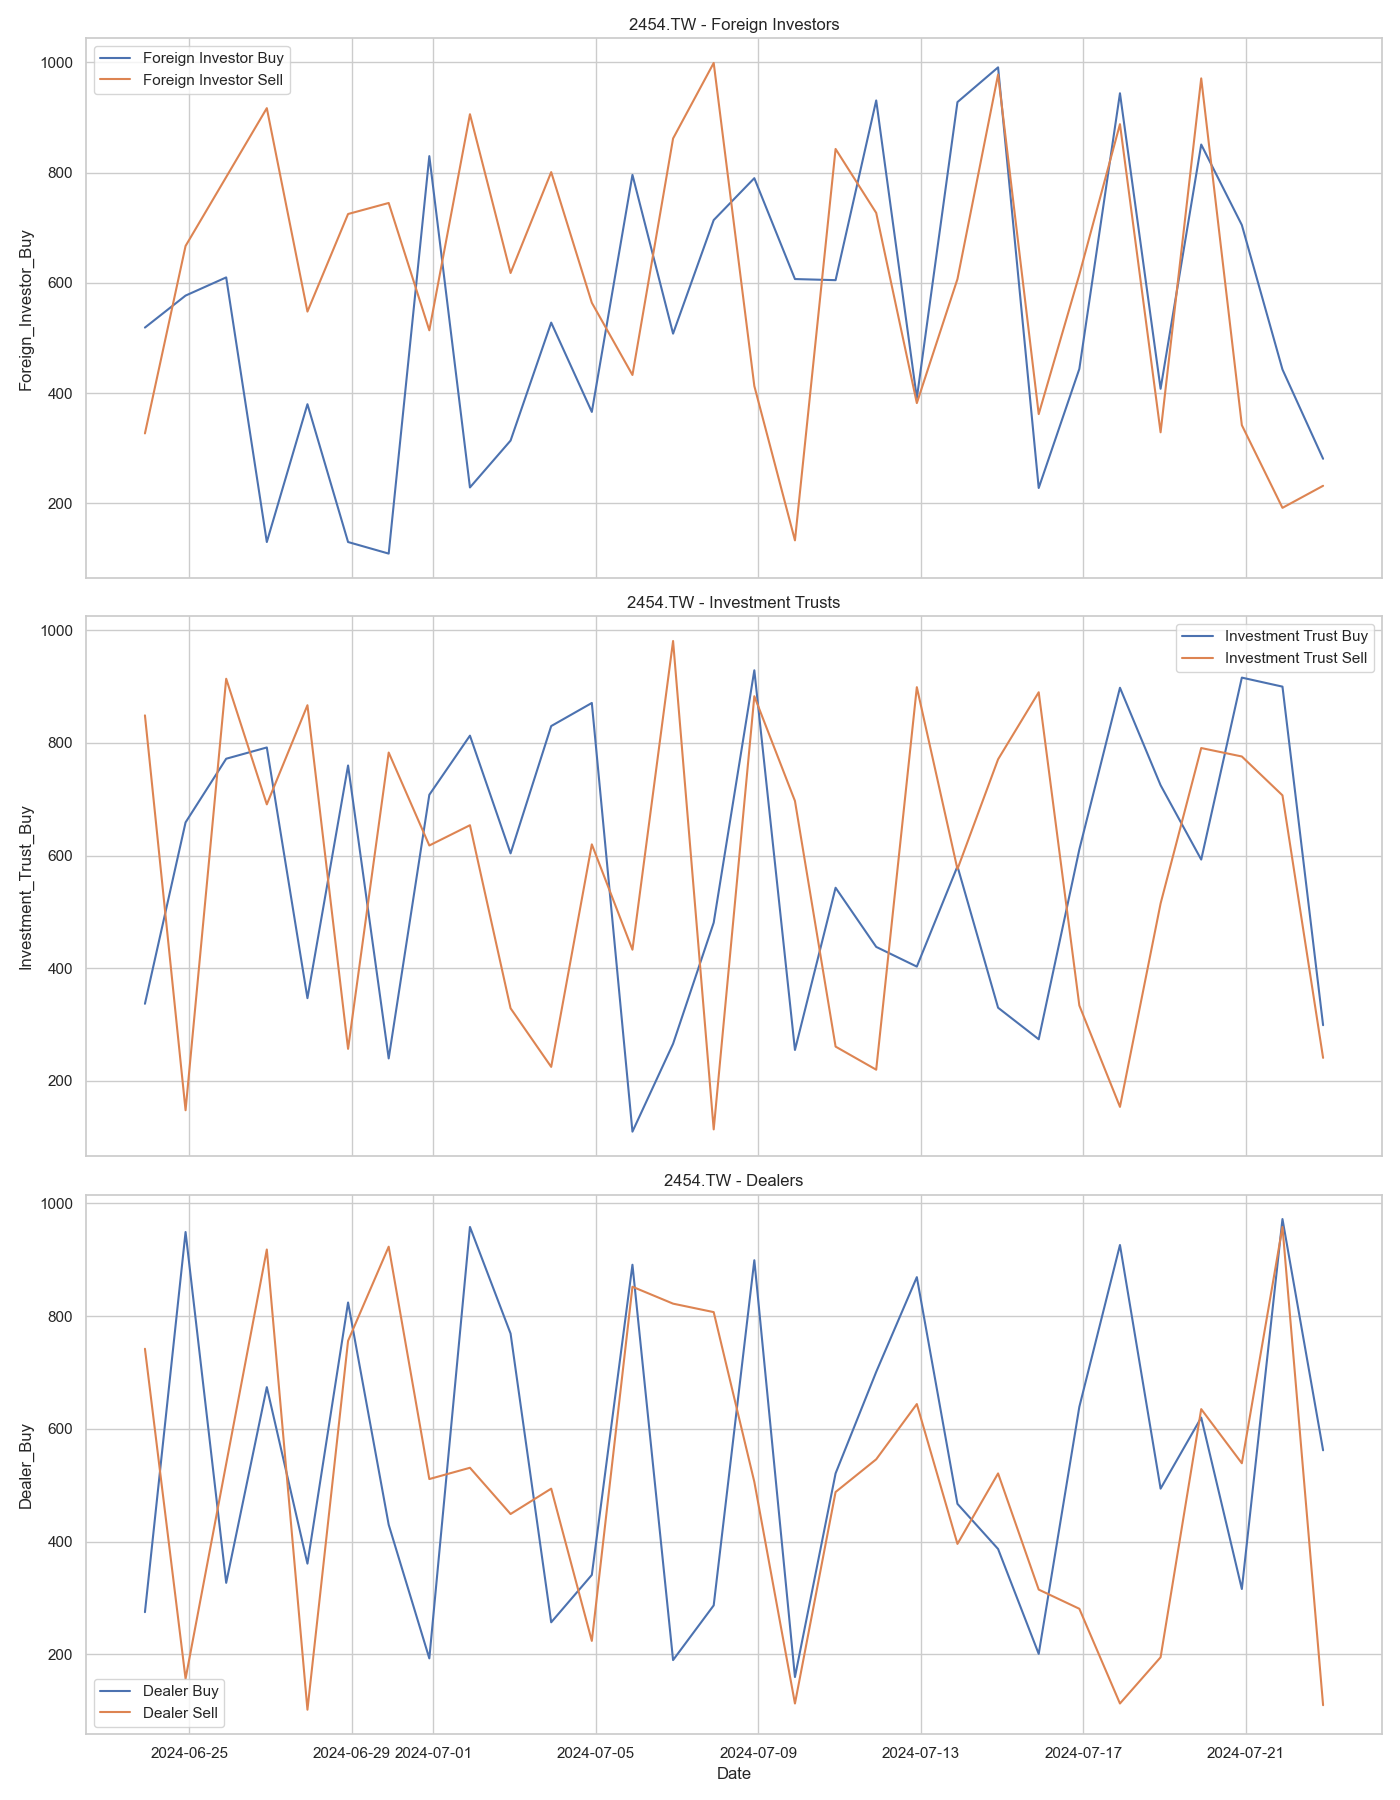 2454.TW - Foreign Investors
Foreign Investor Buy
Foreign Investor Sell
Foreign_Investor_Buy
1000
800
600
400
200
2454.TW - Investment Trusts
Investment Trust Buy
Investment Trust Sell
Investment_Trust_Buy
1000
800
600
400
200
2454.TW - Dealers
Dealer_Buy
1000
800
600
400
200
Dealer Buy
Dealer Sell
2024-06-25 2024-06-29 2024-07-01 2024-07-05 2024-07-09 2024-07-13 2024-07-17 2024-07-21
Date